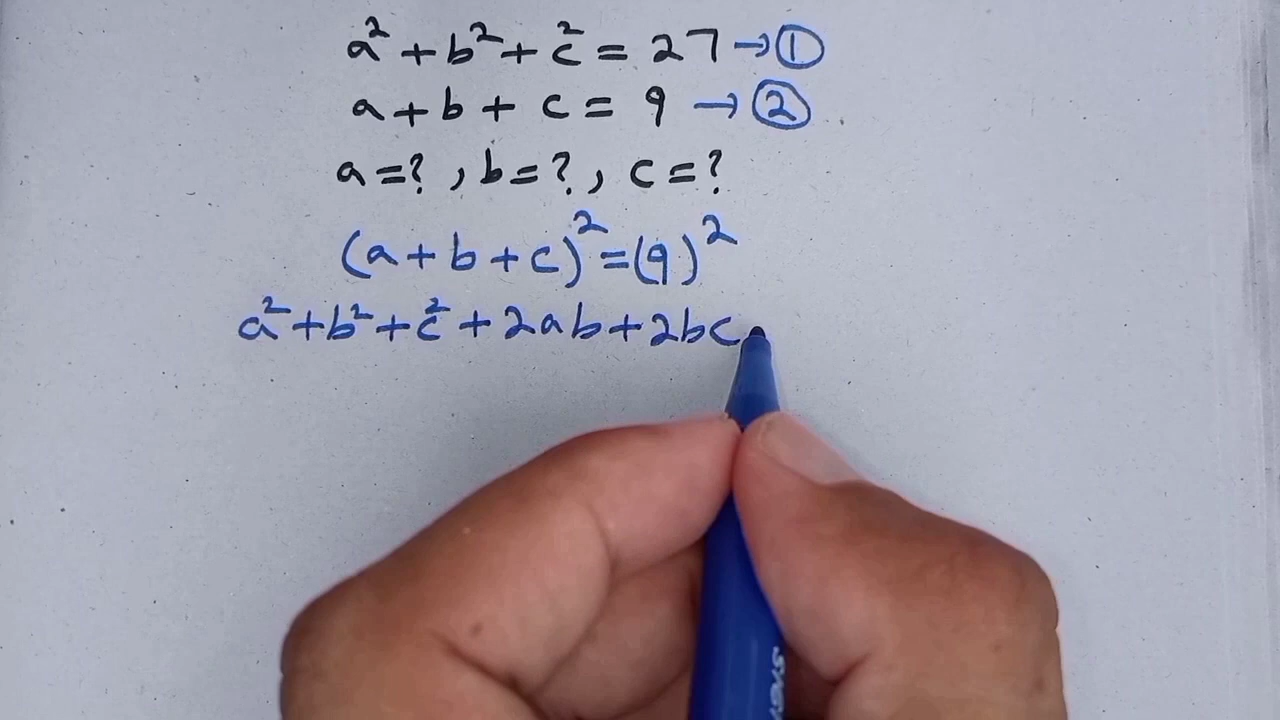 a² + b² + c² = 27 → ①
a + b + c = 9 → ②
a = ? , b = ? , c = ?
(a + b + c)² = (9)²
a² + b² + c² + 2ab + 2bc